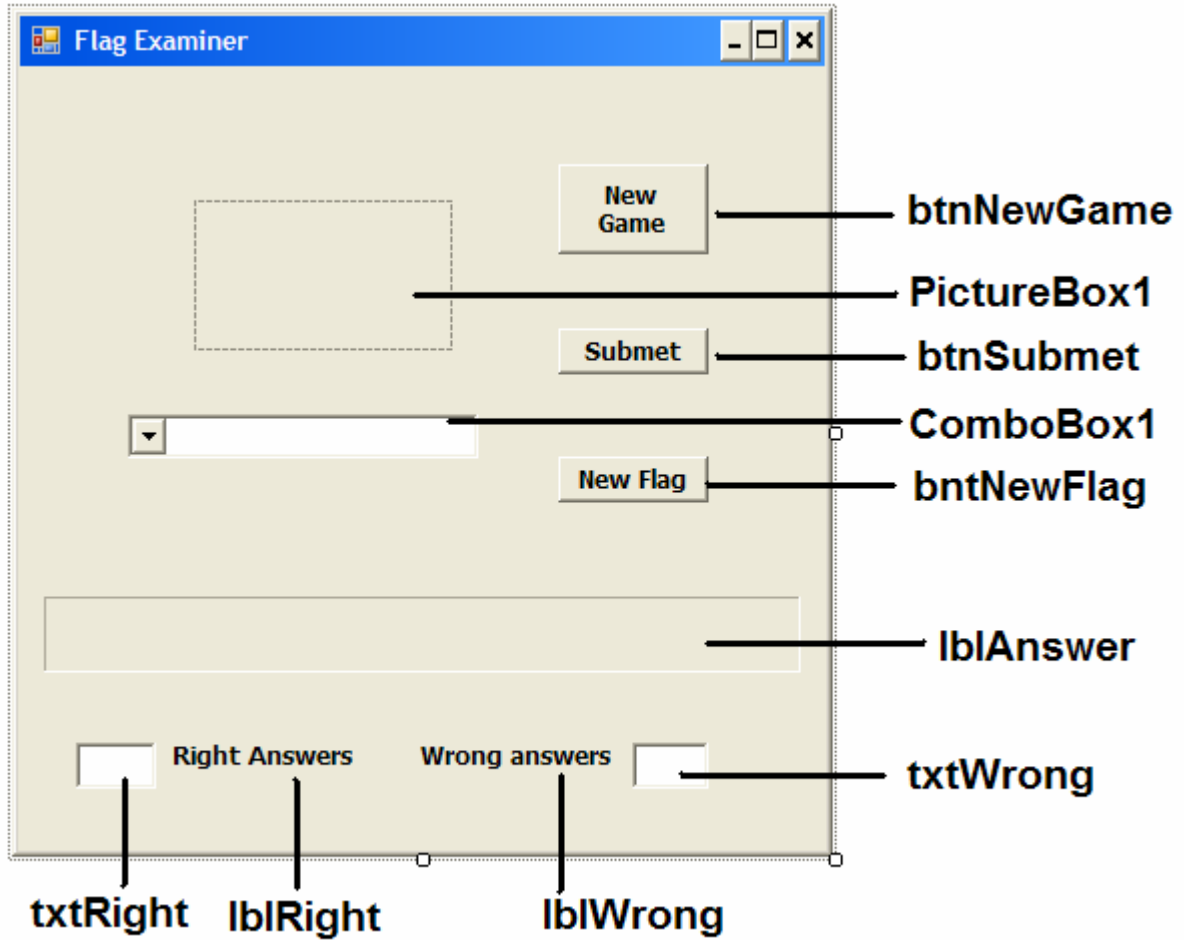 Flag Examiner
New
Game
btnNewGame
PictureBox1
Submet
btnSubmet
ComboBox1
New Flag
bntNewFlag
lblAnswer
Right Answers
Wrong answers
txtWrong
txtRight
lblRight
lblWrong